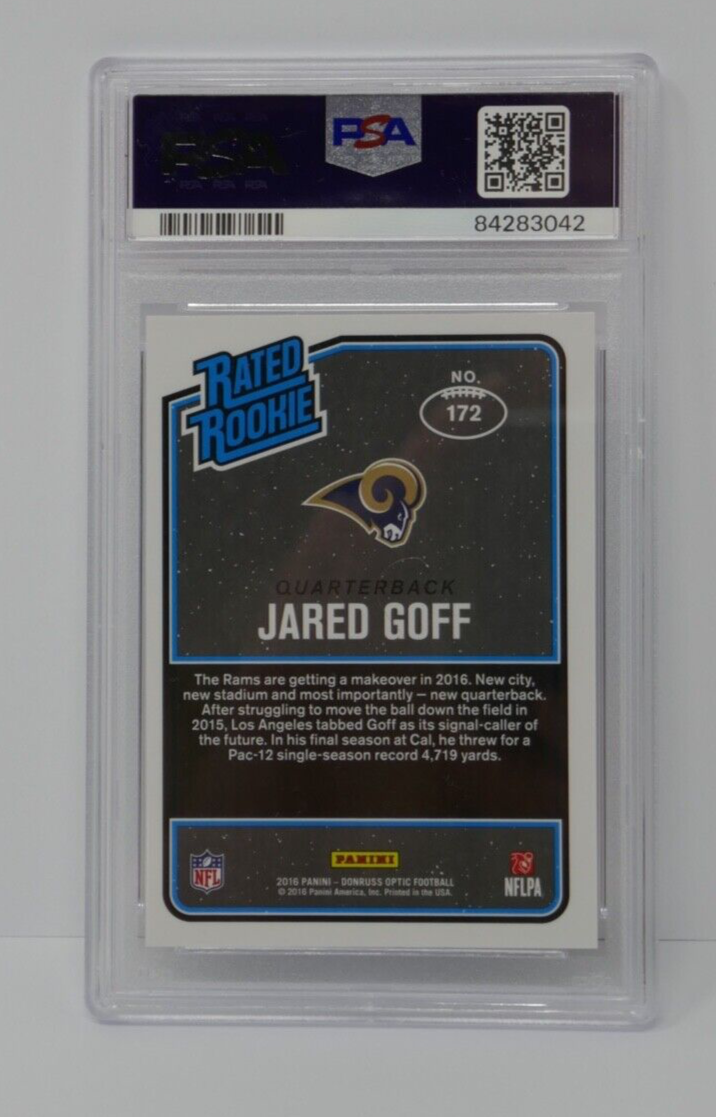 PSA
PSA
PSA PSA PSA
84283042
RATED
ROOKIE
NO.
172
QUARTERBACK
JARED GOFF
The Rams are getting a makeover in 2016. New city,
new stadium and most importantly – new quarterback.
After struggling to move the ball down the field in
2015, Los Angeles tabbed Goff as its signal-caller of
the future. In his final season at Cal, he threw for a
Pac-12 single-season record 4,719 yards.
NFL
PANINI
2016 PANINI – DONRUSS OPTIC FOOTBALL
© 2016 Panini America, Inc. Printed in the USA.
NFLPA